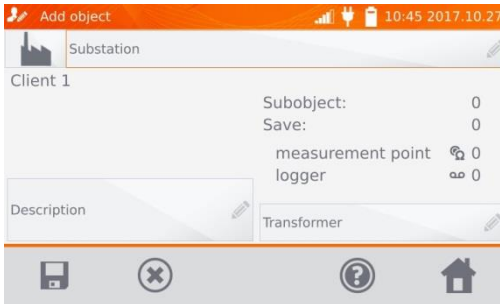 Add object
10:45 2017.10.27
Substation
Client 1
Subobject: 0
Save: 0
measurement point 0
logger 0
Description
Transformer